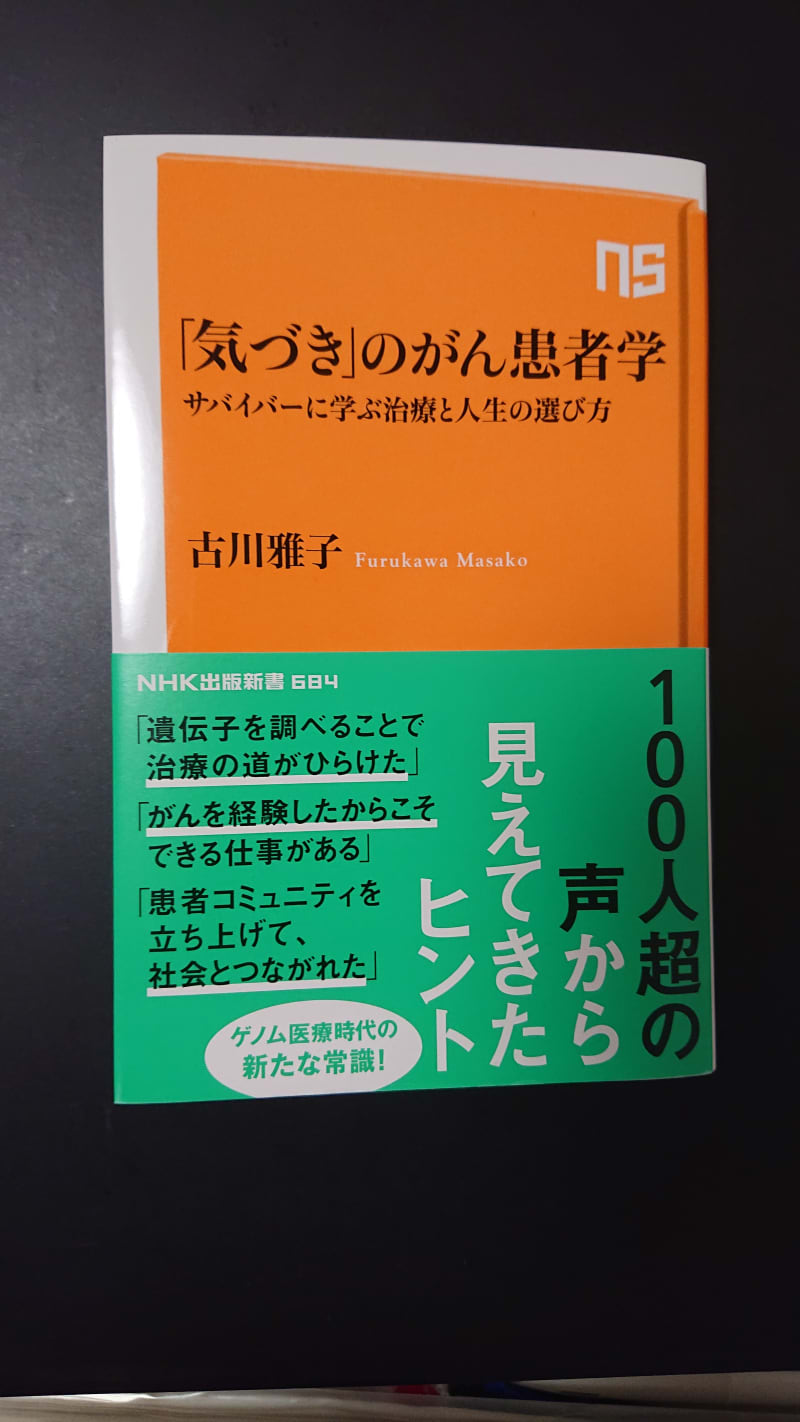 ns
「気づき」のがん患者学
サバイバーに学ぶ治療と人生の選び方
古川雅子 Furukawa Masako
NHK出版新書 684
100人超の
声から
見えてきた
ヒント
「遺伝子を調べることで
治療の道がひらけた」
「がんを経験したからこそ
できる仕事がある」
「患者コミュニティを
立ち上げて、
社会とつながれた」
ゲノム医療時代の
新たな常識!